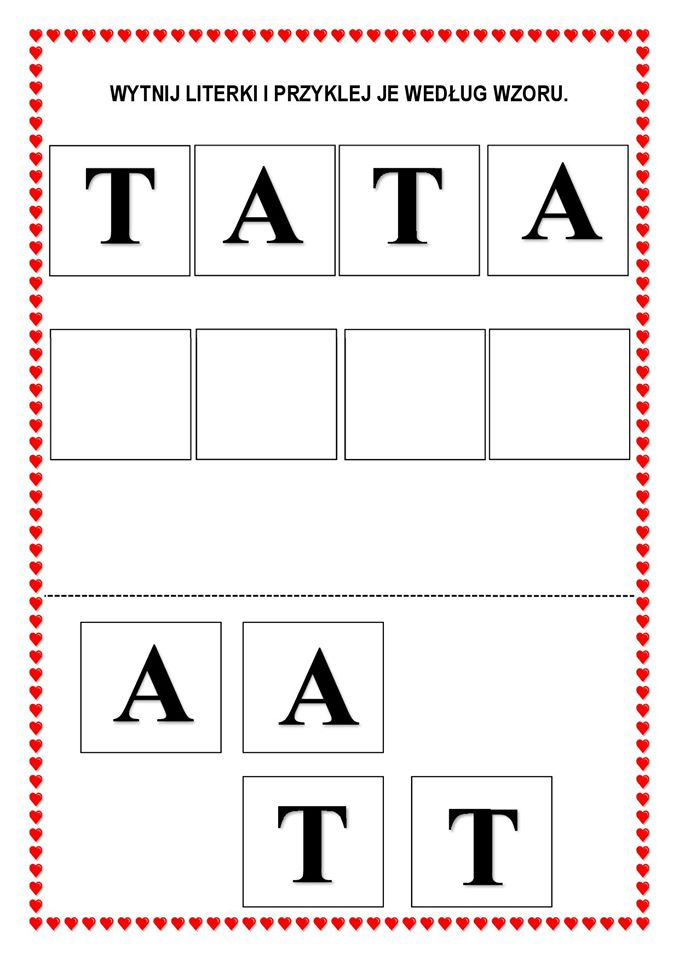 WYTNIJ LITERKI I PRZYKLEJ JE WEDŁUG WZORU.
T A T A
A A
T T